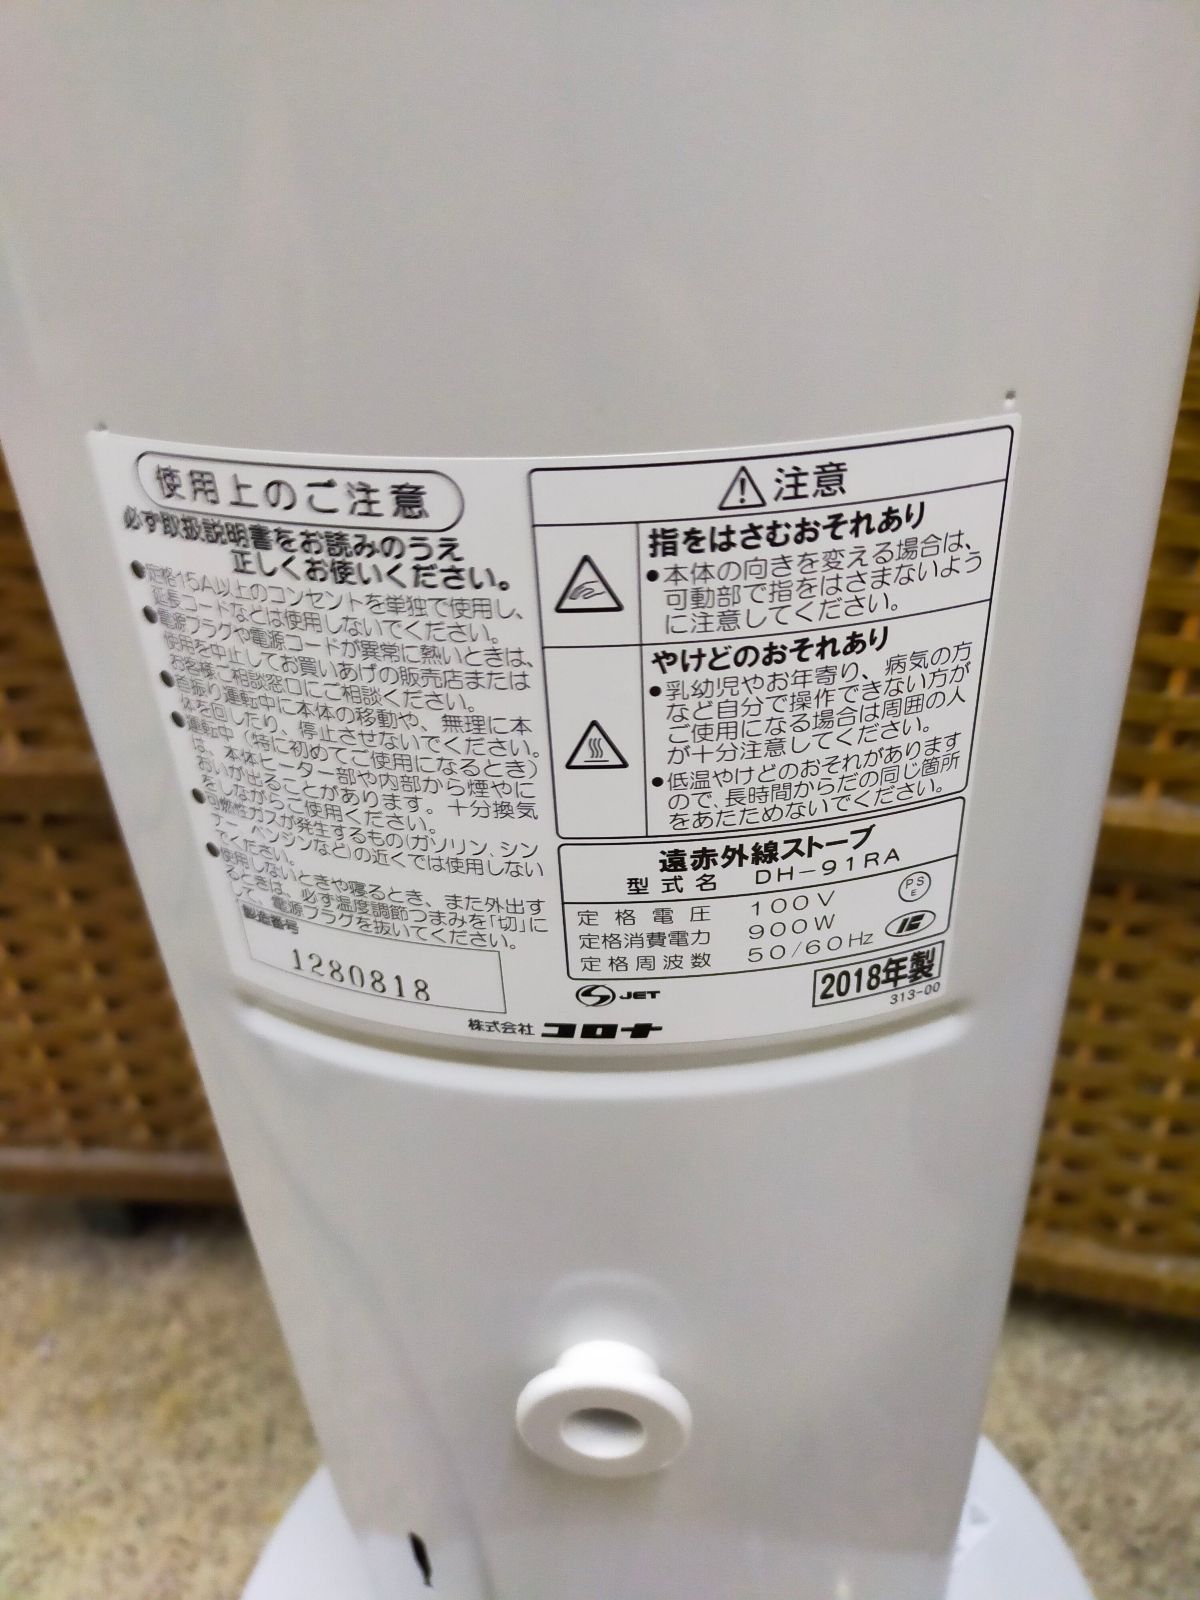 使用上のご注意
必ず取扱説明書をお読みのうえ
正しくお使いください。
●定格15A以上のコンセントを単独で使用し、
延長コードなどは使用しないでください。
●電源プラグや電源コードが異常に熱いときは、
使用を中止してお買いあげの販売店または
お客様ご相談窓口にご相談ください。
●首振り運転中に本体の移動や、無理に本
体を回したり、停止させないでください。
●運転中(特に初めてご使用になるとき)
は、本体ヒーター部や内部から煙やに
おいが出ることがあります。十分換気
をしながらご使用ください。
●可燃性ガスが発生するもの(ガソリン、シン
ナー、ベンジンなど)の近くでは使用しない
でください。
●使用しないときや寝るとき、また外出す
るときは、必ず温度調節つまみを「切」に
して、電源プラグを抜いてください。
製造番号
1280818
注意
指をはさむおそれあり
●本体の向きを変える場合は、
可動部で指をはさまないよう
に注意してください。
やけどのおそれあり
●乳幼児やお年寄り、病気の方
など自分で操作できない方が
ご使用になる場合は周囲の人
が十分注意してください。
●低温やけどのおそれがあります
ので、長時間からだの同じ箇所
をあたためないでください。
遠赤外線ストーブ
型式名 DH-91RA
定格電圧 100V
定格消費電力 900W
定格周波数 50/60Hz
PS
E
JET
2018年製
313-00
株式会社 コロナ